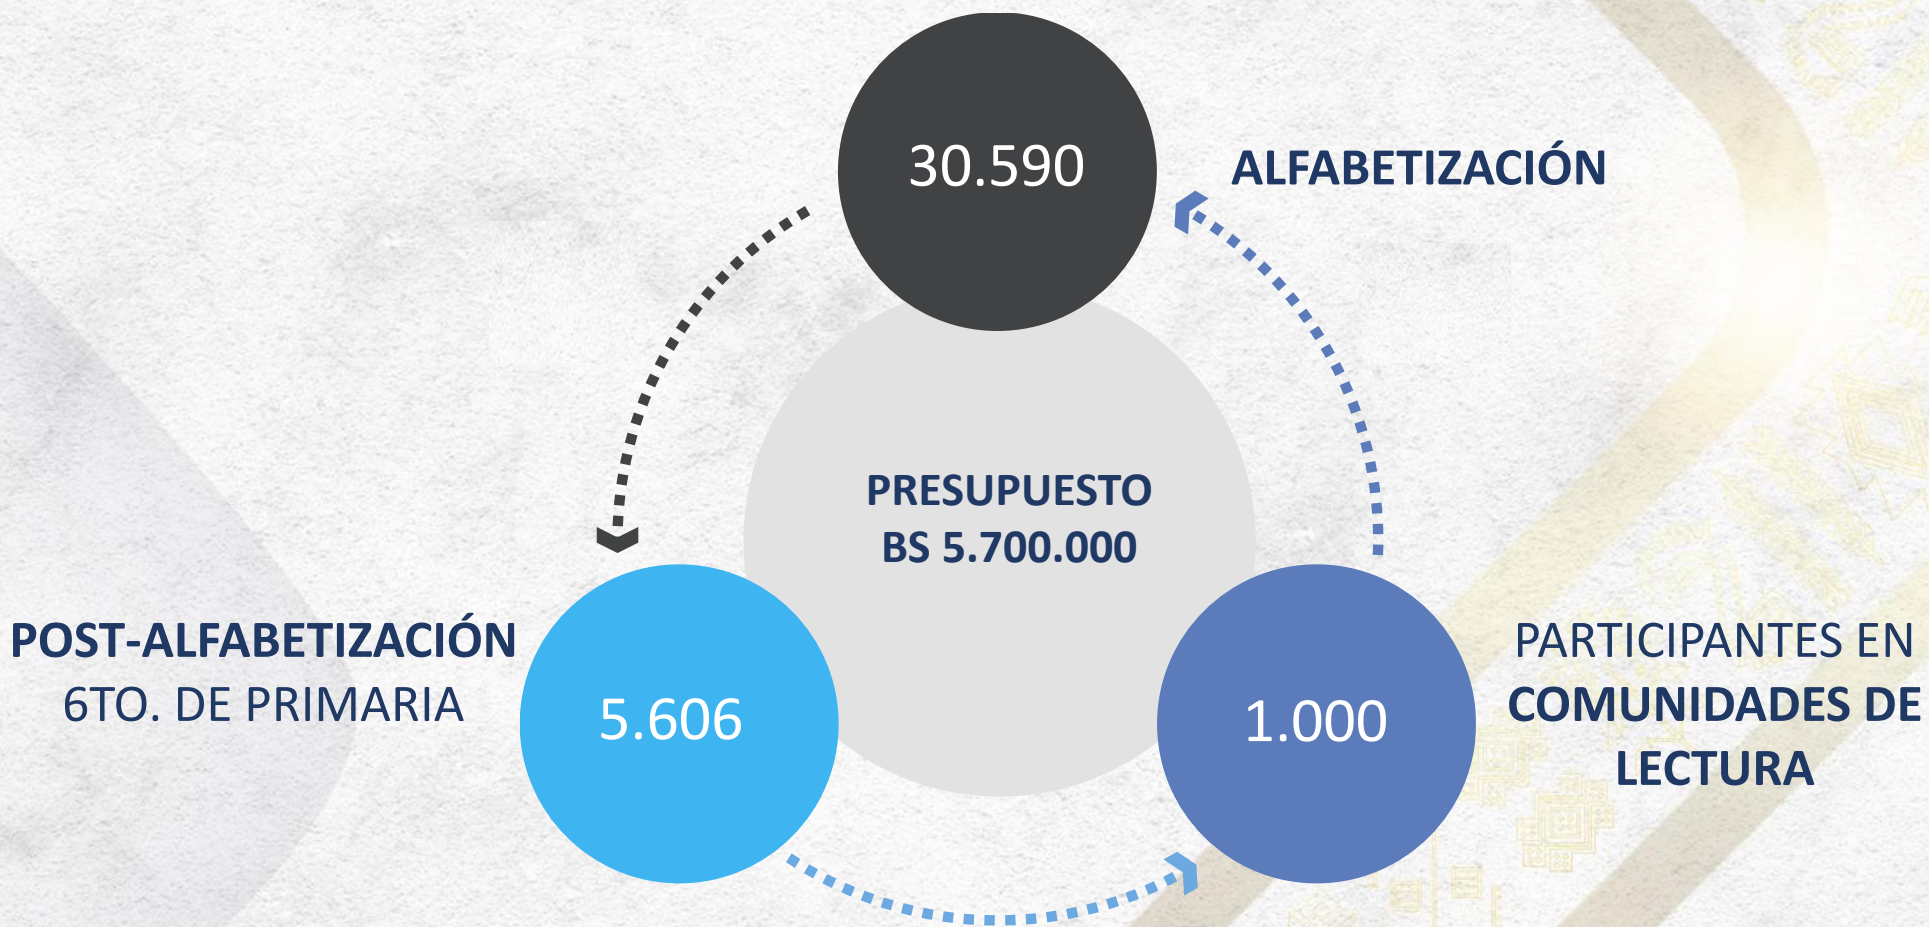 30.590
ALFABETIZACIÓN
PRESUPUESTO
BS 5.700.000
POST-ALFABETIZACIÓN
6TO. DE PRIMARIA
5.606
1.000
PARTICIPANTES EN
COMUNIDADES DE
LECTURA